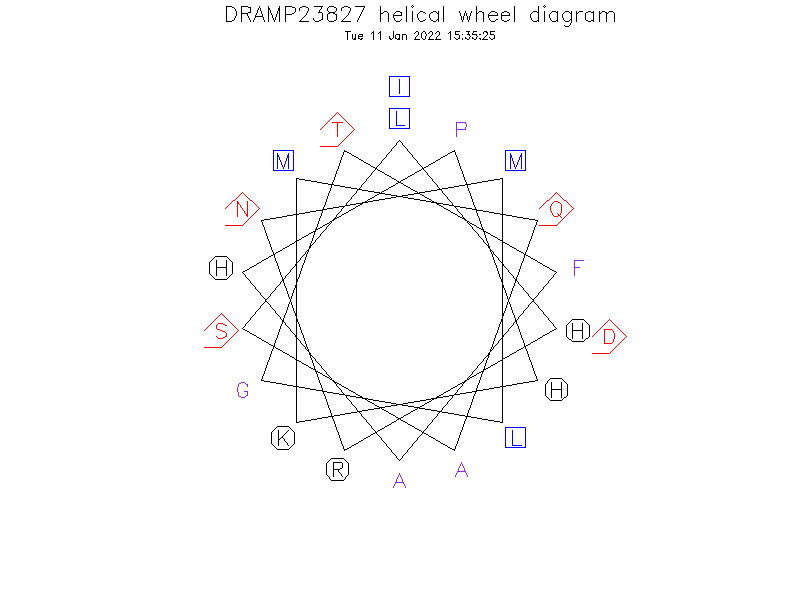 DRAMP23827 helical wheel diagram
Tue 11 Jan 2022 15:35:25
I
L
T P
M M
N Q
H F
S H D
G H
K L
R A A